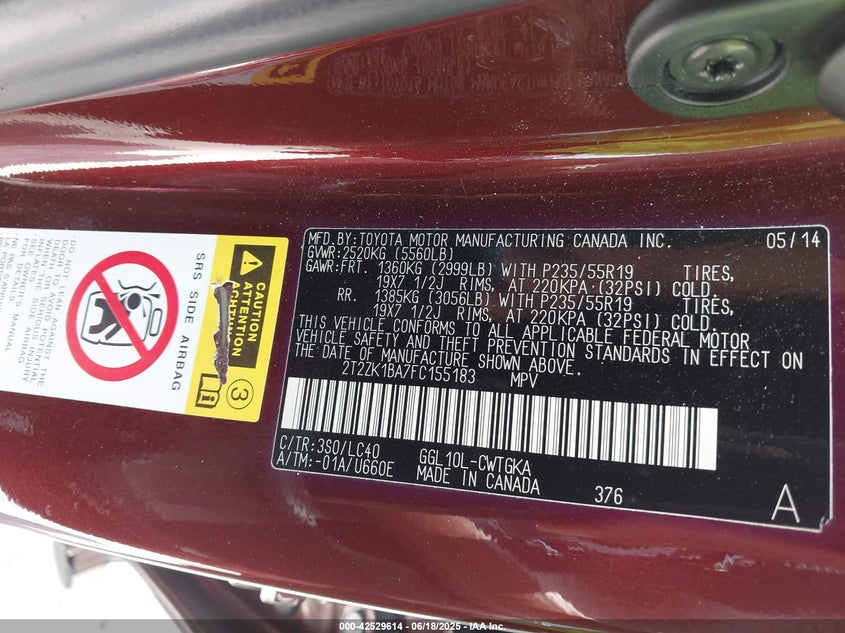 MFD.BY:TOYOTA MOTOR MANUFACTURING CANADA INC. 05/14
GVWR:2520KG (5560LB)
GAWR:FRT. 1360KG (2999LB) WITH P235/55R19 TIRES,
19X7 1/2J RIMS, AT 220KPA (32PSI) COLD.
RR. 1385KG (3056LB) WITH P235/55R19 TIRES,
19X7 1/2J RIMS, AT 220KPA (32PSI) COLD.
THIS VEHICLE CONFORMS TO ALL APPLICABLE FEDERAL MOTOR
VEHICLE SAFETY AND THEFT PREVENTION STANDARDS IN EFFECT ON
THE DATE OF MANUFACTURE SHOWN ABOVE.
2T2ZK1BA7FC155183 MPV
C/TR:3S0/LC40 GGL10L-CWTGKA
A/TM:-01A/U660E MADE IN CANADA
376 A
CAUTION
ATTENTION
3
SRS SIDE AIRBAG
000-42529614 - 06/18/2025 - IAA Inc.